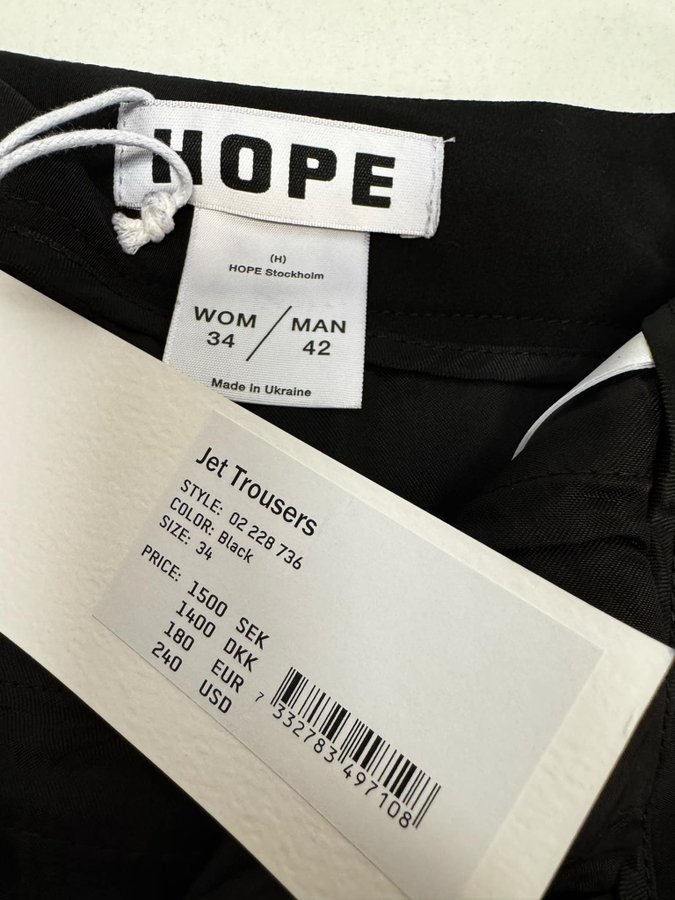 HOPE
(H)
HOPE Stockholm
WOM / MAN
34 42
Made in Ukraine
Jet Trousers
STYLE: 02 228 736
COLOR: Black
SIZE: 34
PRICE: 1500 SEK
1400 DKK
180 EUR
240 USD
7 332783 497108